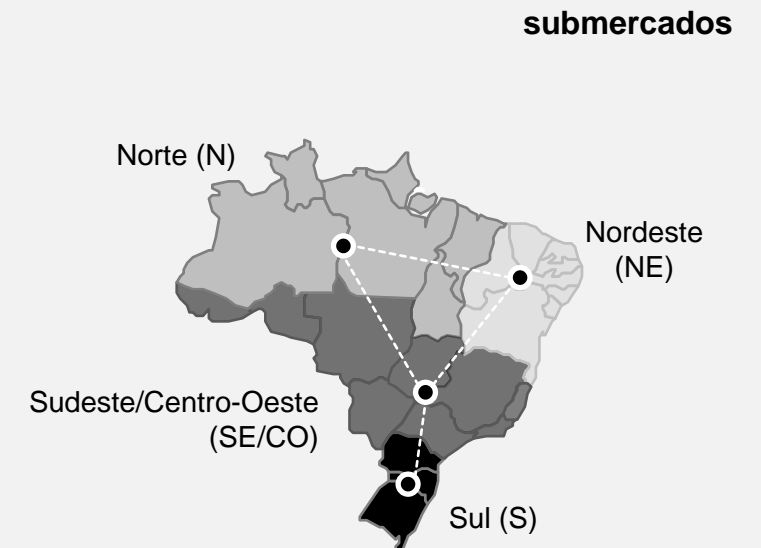 submercados
Norte (N)
Nordeste
(NE)
Sudeste/Centro-Oeste
(SE/CO)
Sul (S)